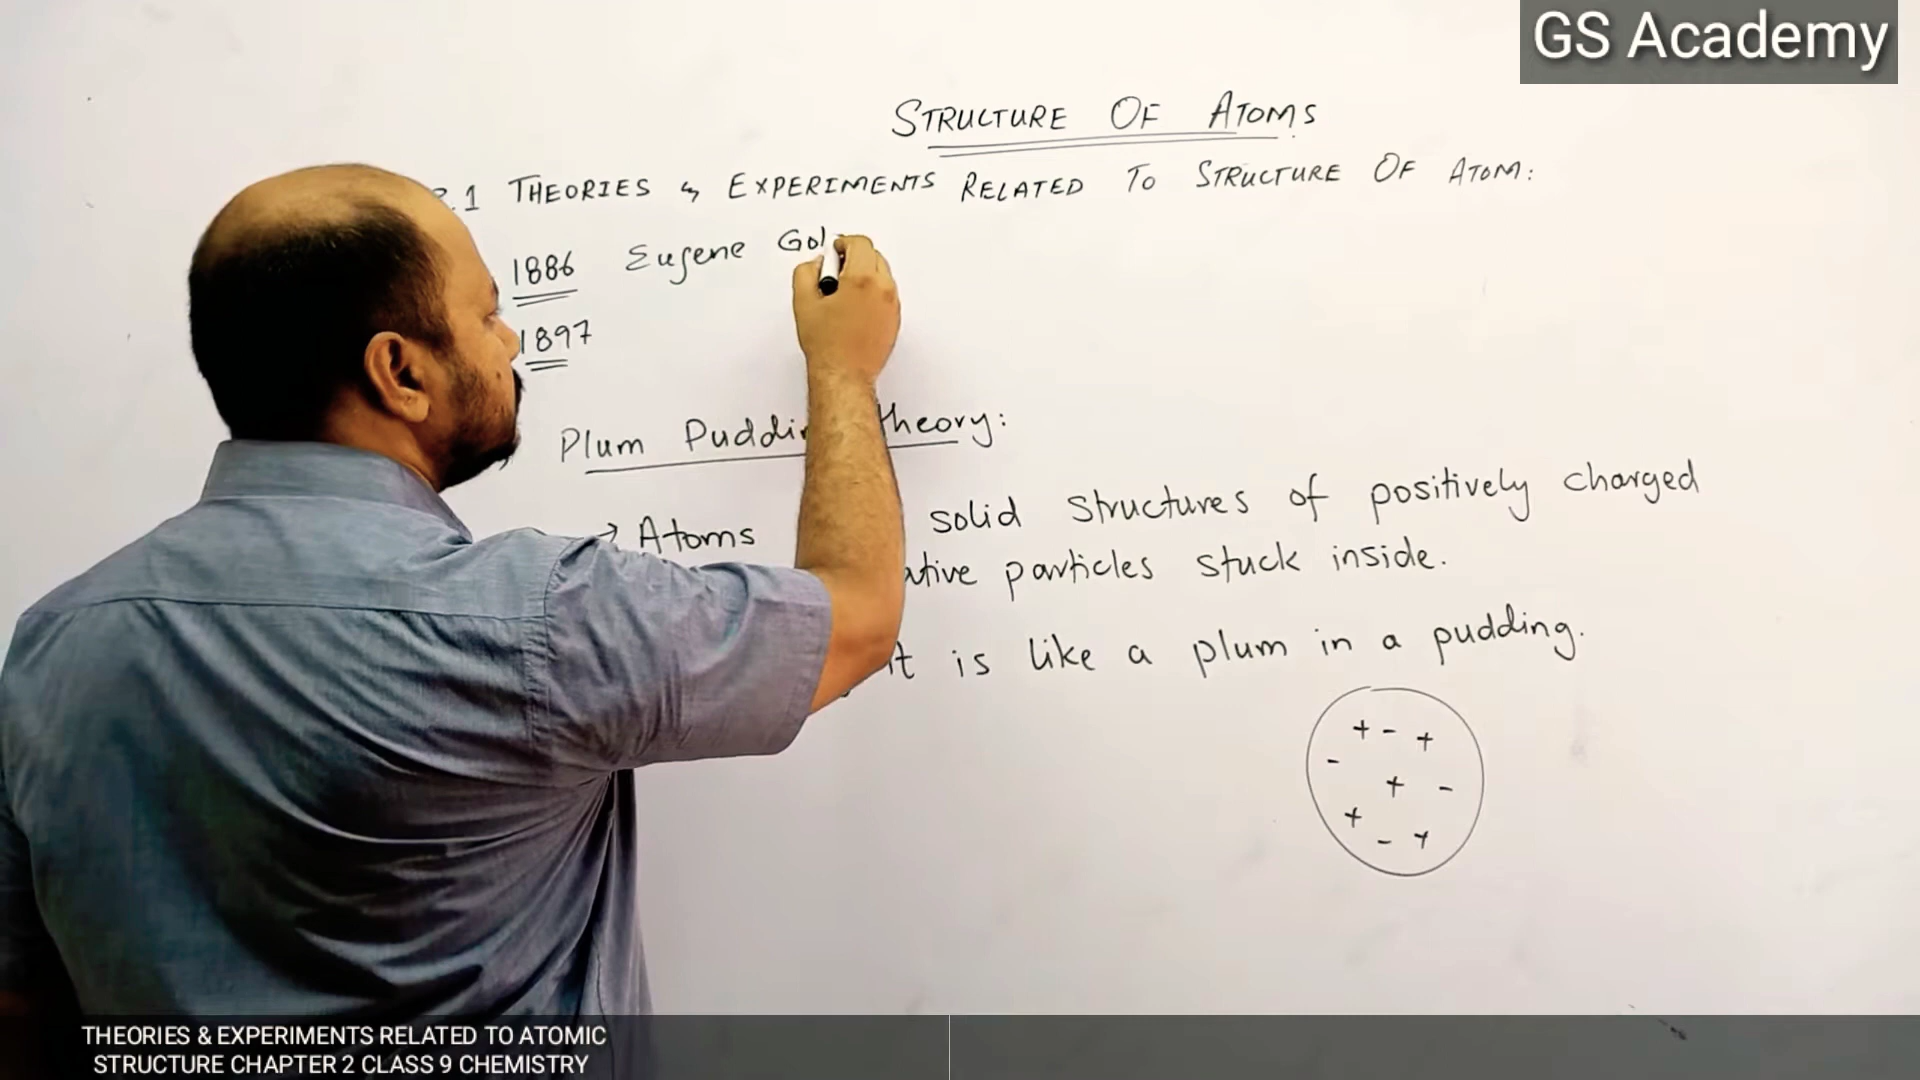 GS Academy
STRUCTURE OF ATOMS
.1 THEORIES & EXPERIMENTS RELATED TO STRUCTURE OF ATOM:
1886 Eugene Gol
1897
Plum Puddin theory:
→ Atoms solid structures of positively charged
ative particles stuck inside.
it is like a plum in a pudding.
+ - +
-
+ -
+
- +
THEORIES & EXPERIMENTS RELATED TO ATOMIC
STRUCTURE CHAPTER 2 CLASS 9 CHEMISTRY